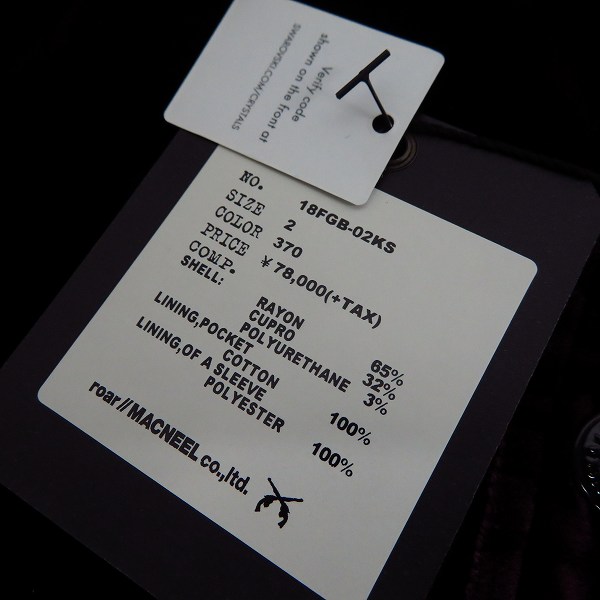 Verify code
shown on the front at
SWAROVSKI.COM/CRYSTALS
NO. 18FGB-02KS
SIZE 2
COLOR 370
PRICE ¥78,000(+TAX)
COMP.
SHELL:
RAYON 65%
CUPRO 32%
POLYURETHANE 3%
LINING,POCKET
COTTON 100%
LINING,OF A SLEEVE
POLYESTER 100%
roar//MACNEEL co.,ltd.